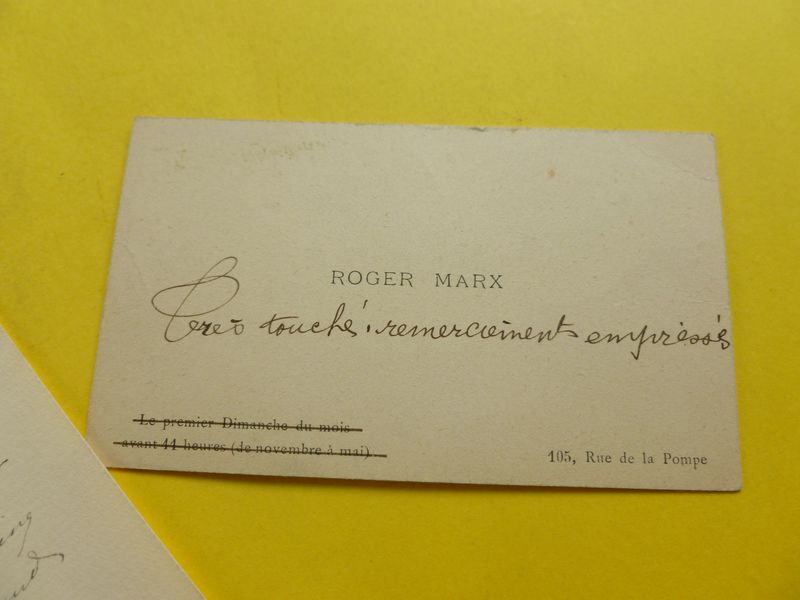 ROGER MARX
Très touché. remerciements empressés
Le premier Dimanche du mois
avant 11 heures (de novembre à mai).
105, Rue de la Pompe